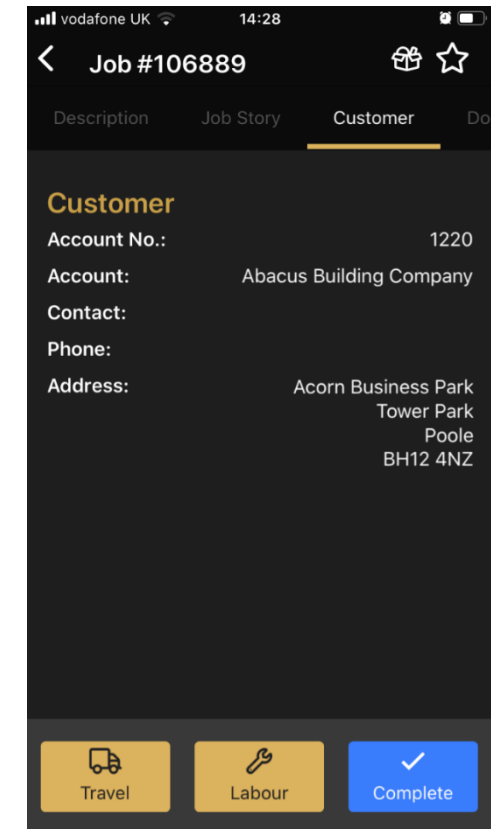 vodafone UK 14:28
Job #106889
Description Job Story Customer Do
Customer
Account No.: 1220
Account: Abacus Building Company
Contact:
Phone:
Address: Acorn Business Park
Tower Park
Poole
BH12 4NZ
Travel Labour Complete